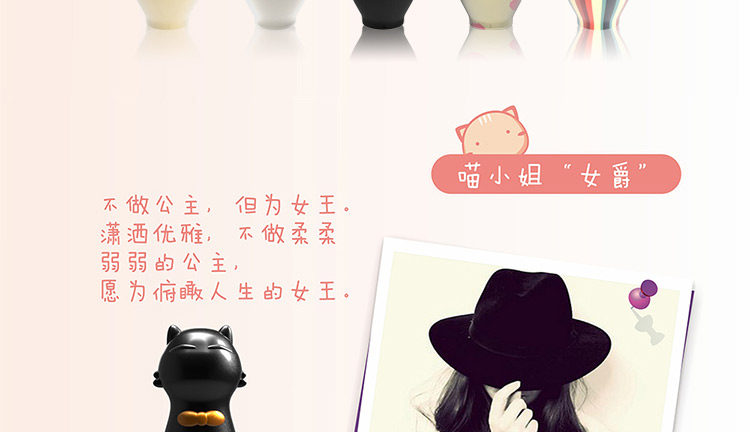 喵小姐“女爵”
不做公主，但为女王。
潇洒优雅，不做柔柔
弱弱的公主，
愿为俯瞰人生的女王。